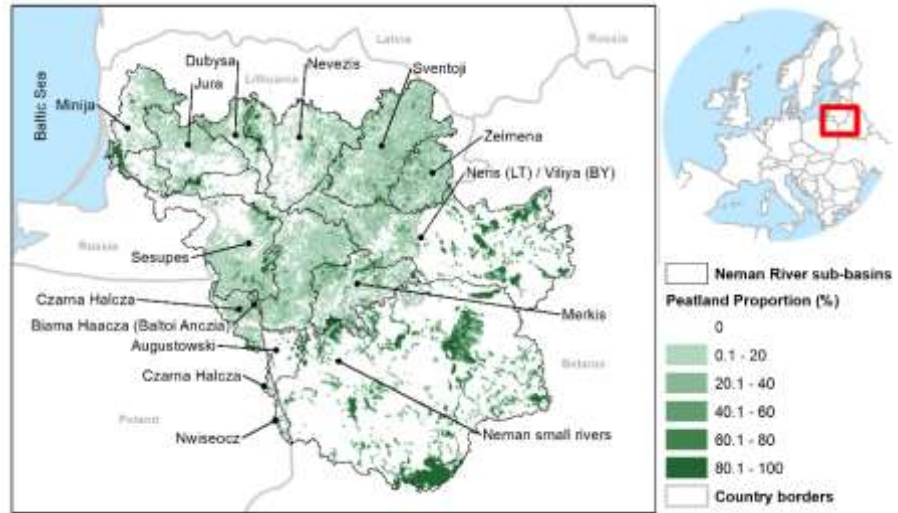 Latvia
Russia
Dubysa
Nevezis
Sventoji
Lithuania
Jura
Baltic Sea
Minija
Zeimena
Neris (LT) / Viliya (BY)
Russia
Sesupes
Czarna Halcza
Merkis
Biarna Haacza (Baltoi Anczia)
Augustowski
Belarus
Czarna Halcza
Poland
Neman small rivers
Nwiseocz
Neman River sub-basins
Peatland Proportion (%)
0
0.1 - 20
20.1 - 40
40.1 - 60
60.1 - 80
80.1 - 100
Country borders